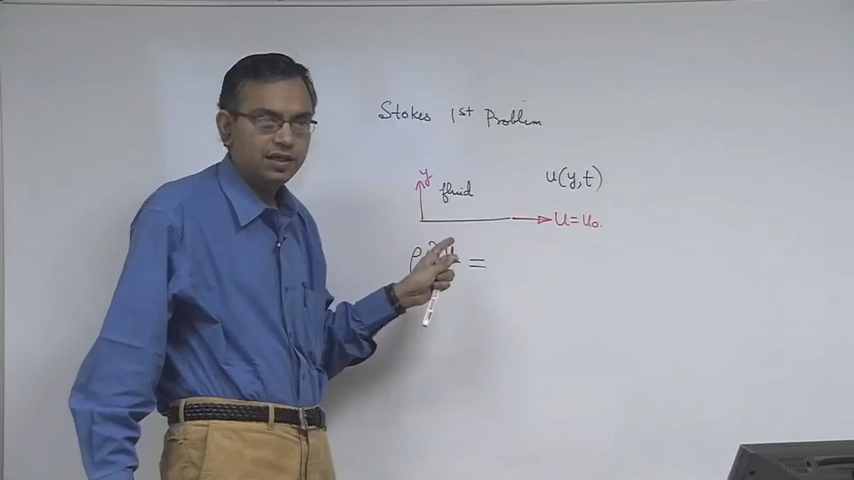 Stokes 1st Problem
y fluid u(y,t)
U=U₀.
ρ ∂u =